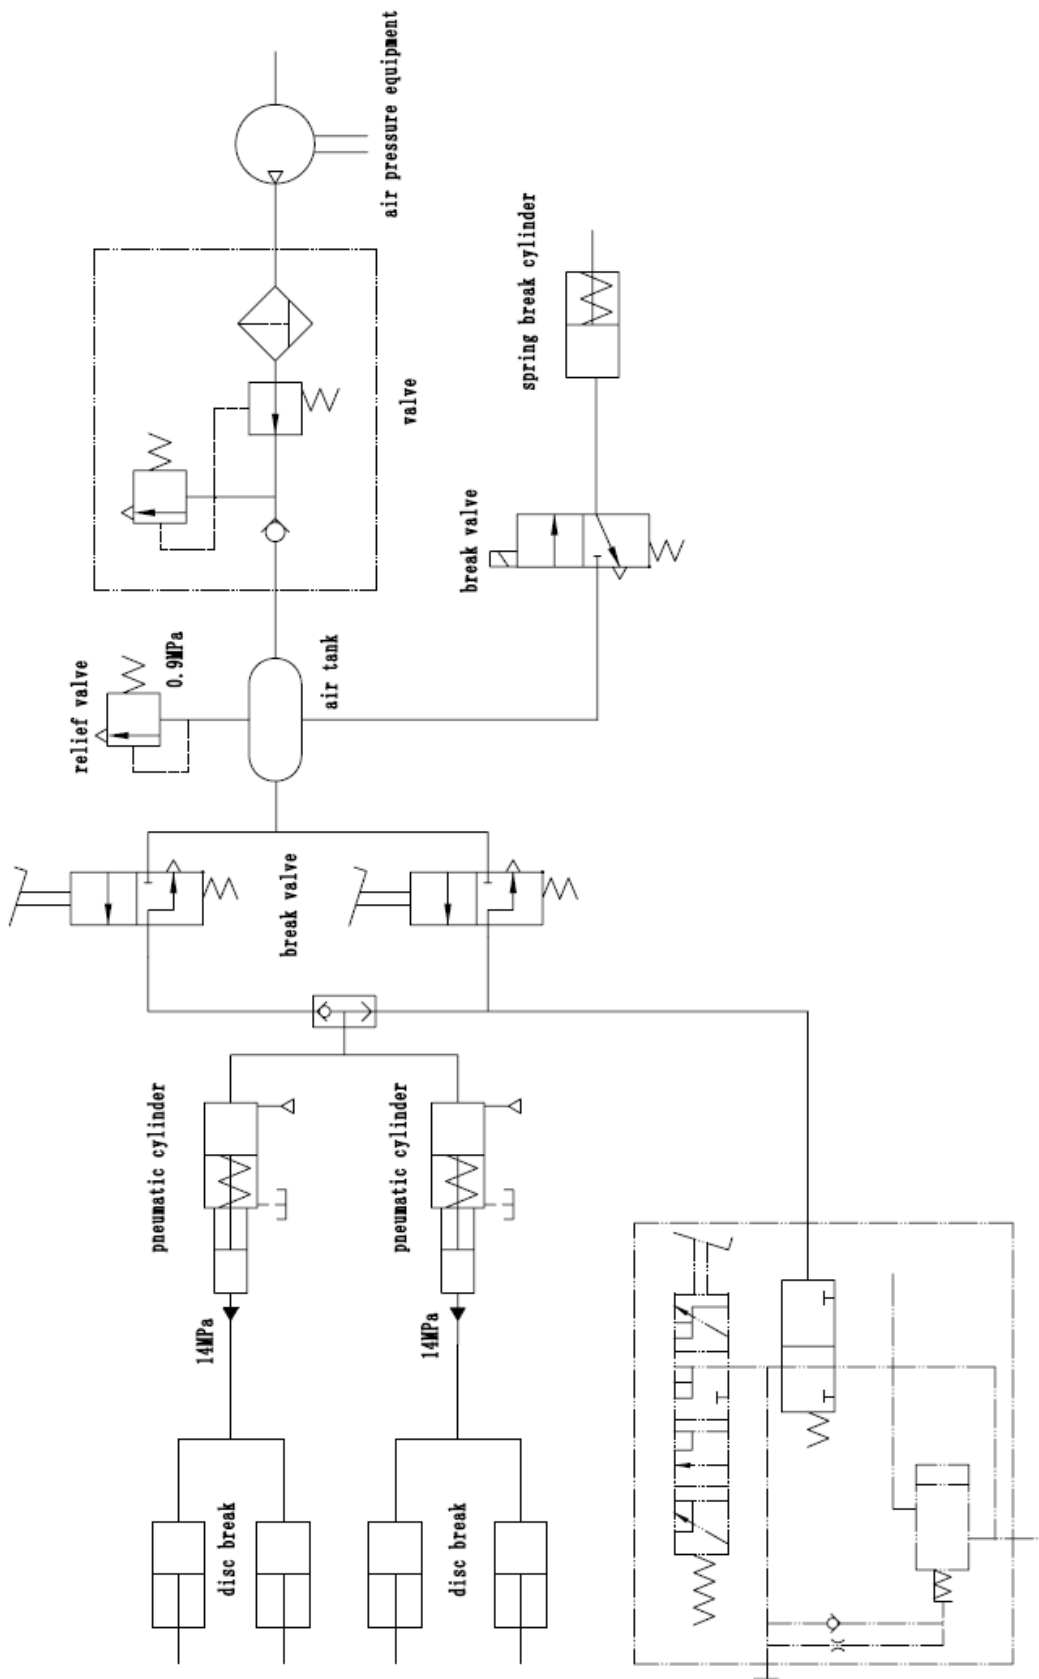 air pressure equipment
spring break cylinder
valve
break valve
0.9MPa
relief valve
air tank
break valve
pneumatic cylinder
pneumatic cylinder
14MPa
14MPa
disc break
disc break